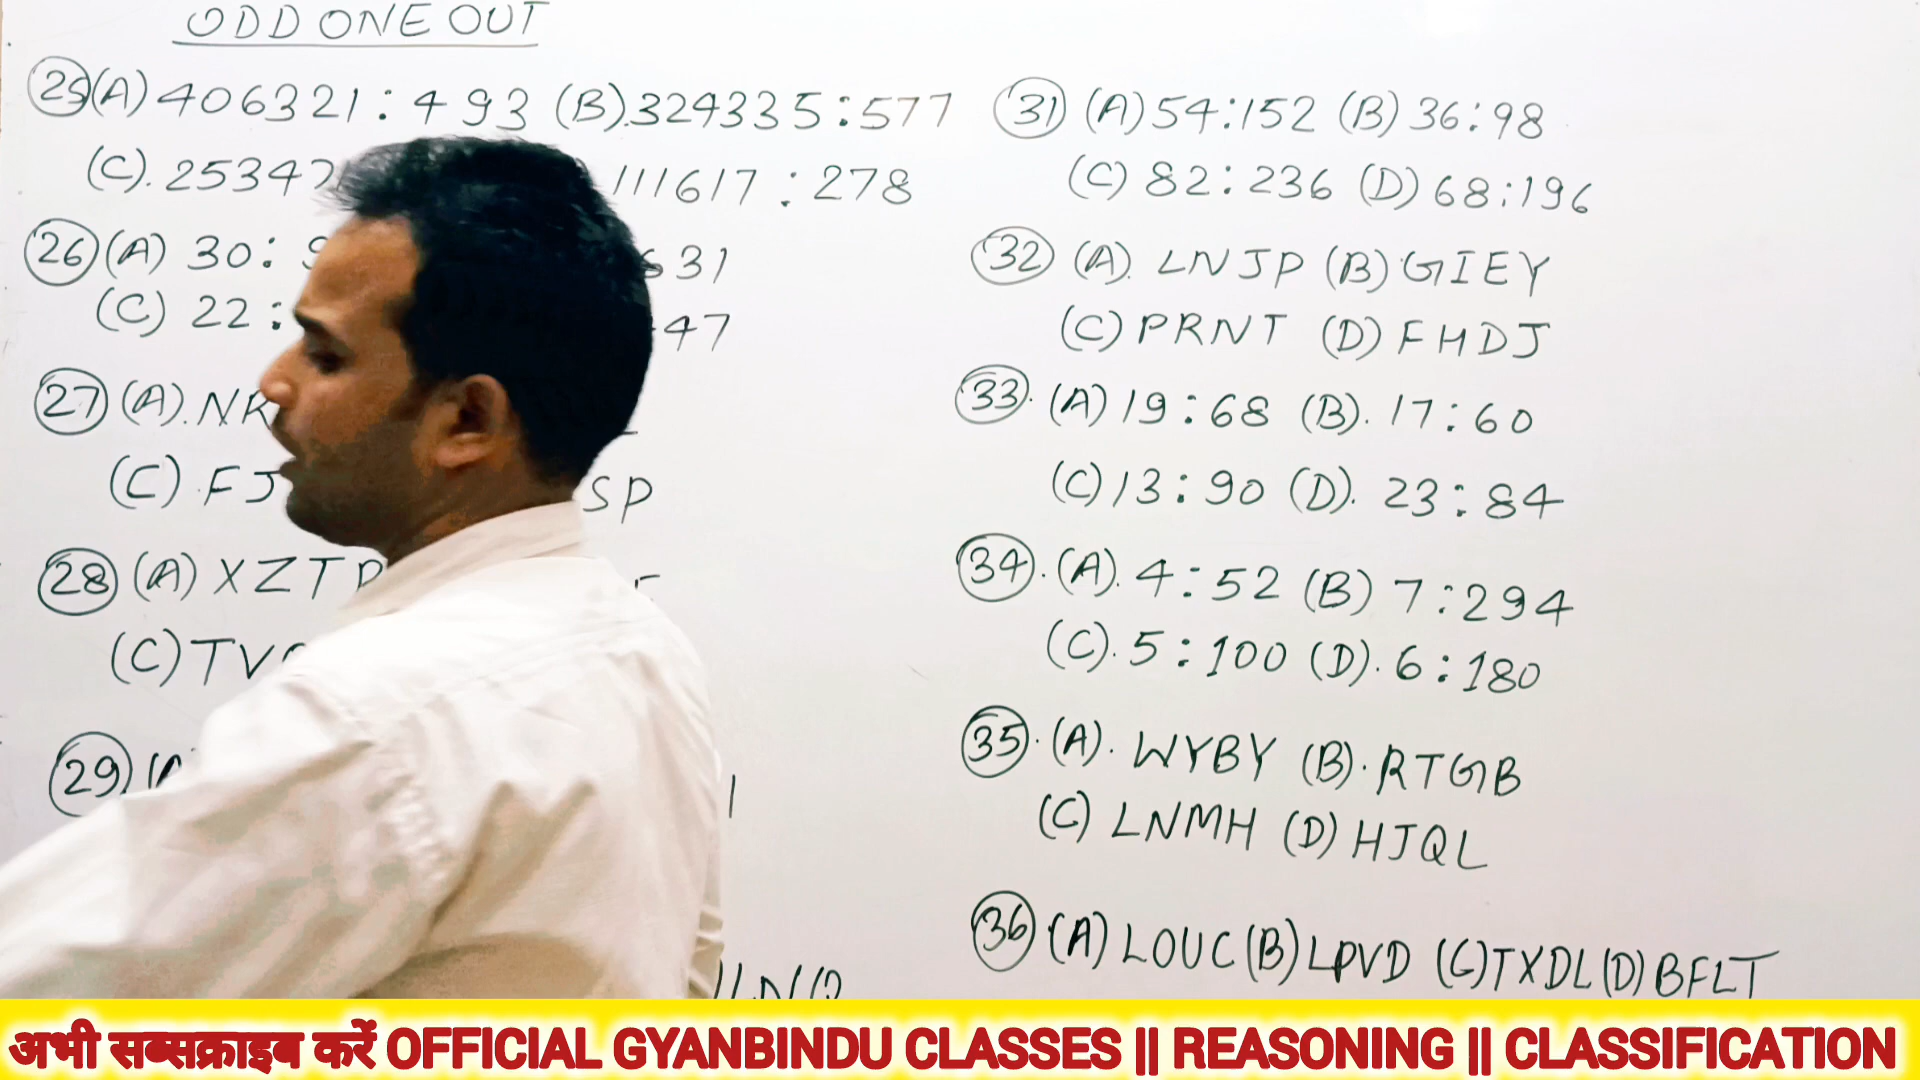 ODD ONE OUT
25 (A) 406321 : 493 (B). 324335 : 577
(C). 25347 111617 : 278
26 (A) 30 : 631
(C) 22 : 47
27 (A). NR
(C) FJ SP
28 (A) XZTP
(C) TV
29
31 (A) 54:152 (B) 36:98
(C) 82:236 (D) 68:196
32 (A). LNJP (B) GIEY
(C) PRNT (D) FHDJ
33. (A) 19:68 (B). 17:60
(C) 13:90 (D). 23:84
34. (A). 4:52 (B) 7:294
(C). 5:100 (D). 6:180
35. (A). WYBY (B). RTGB
(C) LNMH (D) HJQL
36 (A) LOUC (B) LPVD (C) TXDL (D) BFLT
अभी सब्सक्राइब करें OFFICIAL GYANBINDU CLASSES || REASONING || CLASSIFICATION